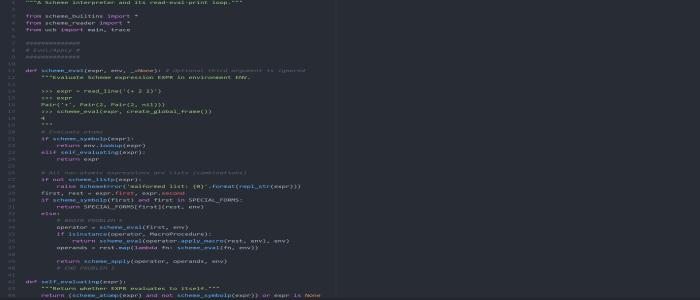 1 """A Scheme interpreter and its read-eval-print loop."""
2
3 from scheme_builtins import *
4 from scheme_reader import *
5 from ucb import main, trace
6
7 ##############
8 # Eval/Apply #
9 ##############
10
11 def scheme_eval(expr, env, _=None): # Optional third argument is ignored
12 """Evaluate Scheme expression EXPR in environment ENV.
13
14 >>> expr = read_line('(+ 2 2)')
15 >>> expr
16 Pair('+', Pair(2, Pair(2, nil)))
17 >>> scheme_eval(expr, create_global_frame())
18 4
19 """
20 # Evaluate atoms
21 if scheme_symbolp(expr):
22 return env.lookup(expr)
23 elif self_evaluating(expr):
24 return expr
25
26 # All non-atomic expressions are lists (combinations)
27 if not scheme_listp(expr):
28 raise SchemeError('malformed list: {0}'.format(repl_str(expr)))
29 first, rest = expr.first, expr.second
30 if scheme_symbolp(first) and first in SPECIAL_FORMS:
31 return SPECIAL_FORMS[first](rest, env)
32 else:
33 # BEGIN PROBLEM 5
34 operator = scheme_eval(first, env)
35 if isinstance(operator, MacroProcedure):
36 return scheme_eval(operator.apply_macro(rest, env), env)
37 operands = rest.map(lambda fn: scheme_eval(fn, env))
38
39 return scheme_apply(operator, operands, env)
40 # END PROBLEM 5
41
42 def self_evaluating(expr):
43 """Return whether EXPR evaluates to itself."""
44 return (scheme_atomp(expr) and not scheme_symbolp(expr)) or expr is None